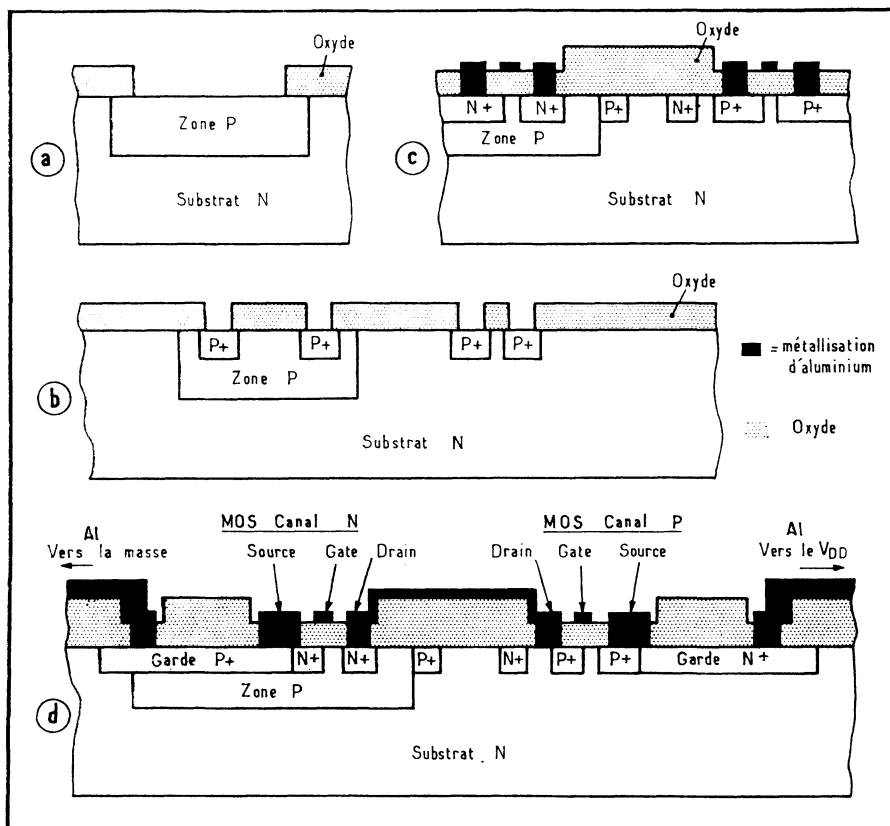 Oxyde
Zone P
a
Substrat N
Oxyde
N+ N+ P+ N+ P+ P+
Zone P
c
Substrat N
Oxyde
P+ P+ P+ P+
Zone P
b
Substrat N
= métallisation
d'aluminium
Oxyde
MOS Canal N
MOS Canal P
Al
Vers la masse
Source Gate Drain
Drain Gate Source
Al
Vers le VDD
Garde P+ N+ N+ P+ N+ P+ P+ Garde N+
Zone P
d
Substrat N